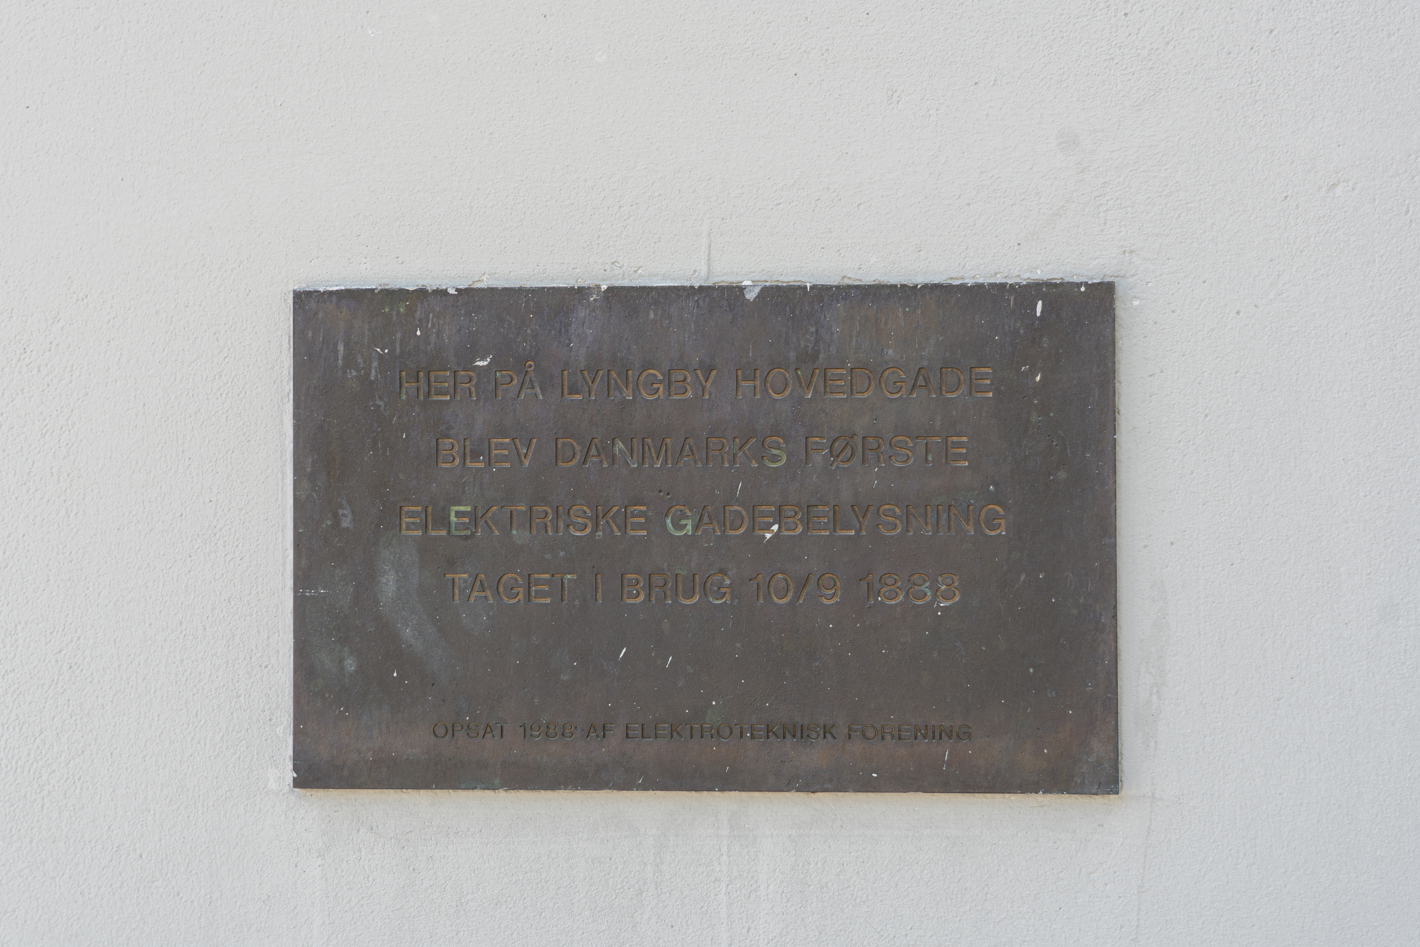 HER PÅ LYNGBY HOVEDGADE
BLEV DANMARKS FØRSTE
ELEKTRISKE GADEBELYSNING
TAGET I BRUG 10/9 1888
OPSAT 1988 AF ELEKTROTEKNISK FORENING